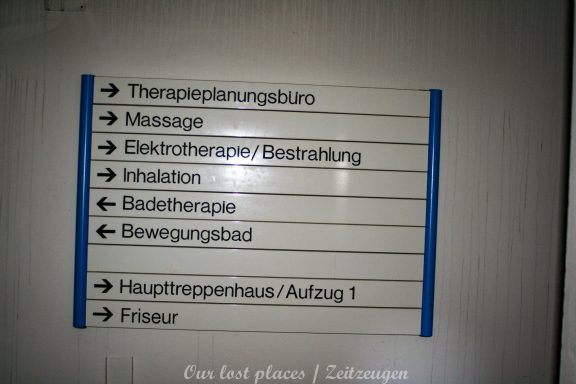 → Therapieplanungsbüro
→ Massage
→ Elektrotherapie/Bestrahlung
→ Inhalation
← Badetherapie
← Bewegungsbad
→ Haupttreppenhaus/Aufzug 1
→ Friseur
Our lost places | Zeitzeugen